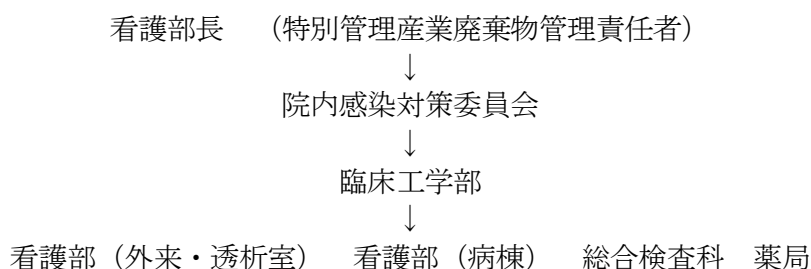 看護部長　（特別管理産業廃棄物管理責任者）
↓
院内感染対策委員会
↓
臨床工学部
↓
看護部（外来・透析室）　看護部（病棟）　総合検査科　薬局